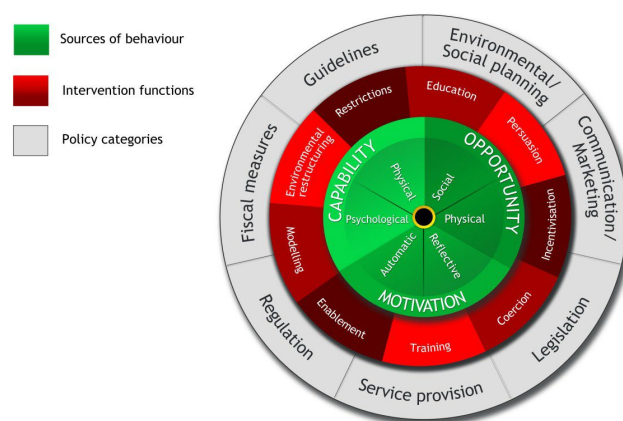 Sources of behaviour
Intervention functions
Policy categories
Guidelines
Environmental/
Social planning
Communication/
Marketing
Legislation
Service provision
Regulation
Fiscal measures
Restrictions
Education
Persuasion
Incentivisation
Coercion
Training
Enablement
Modelling
Environmental
restructuring
CAPABILITY
OPPORTUNITY
MOTIVATION
Physical
Social
Psychological
Physical
Automatic
Reflective